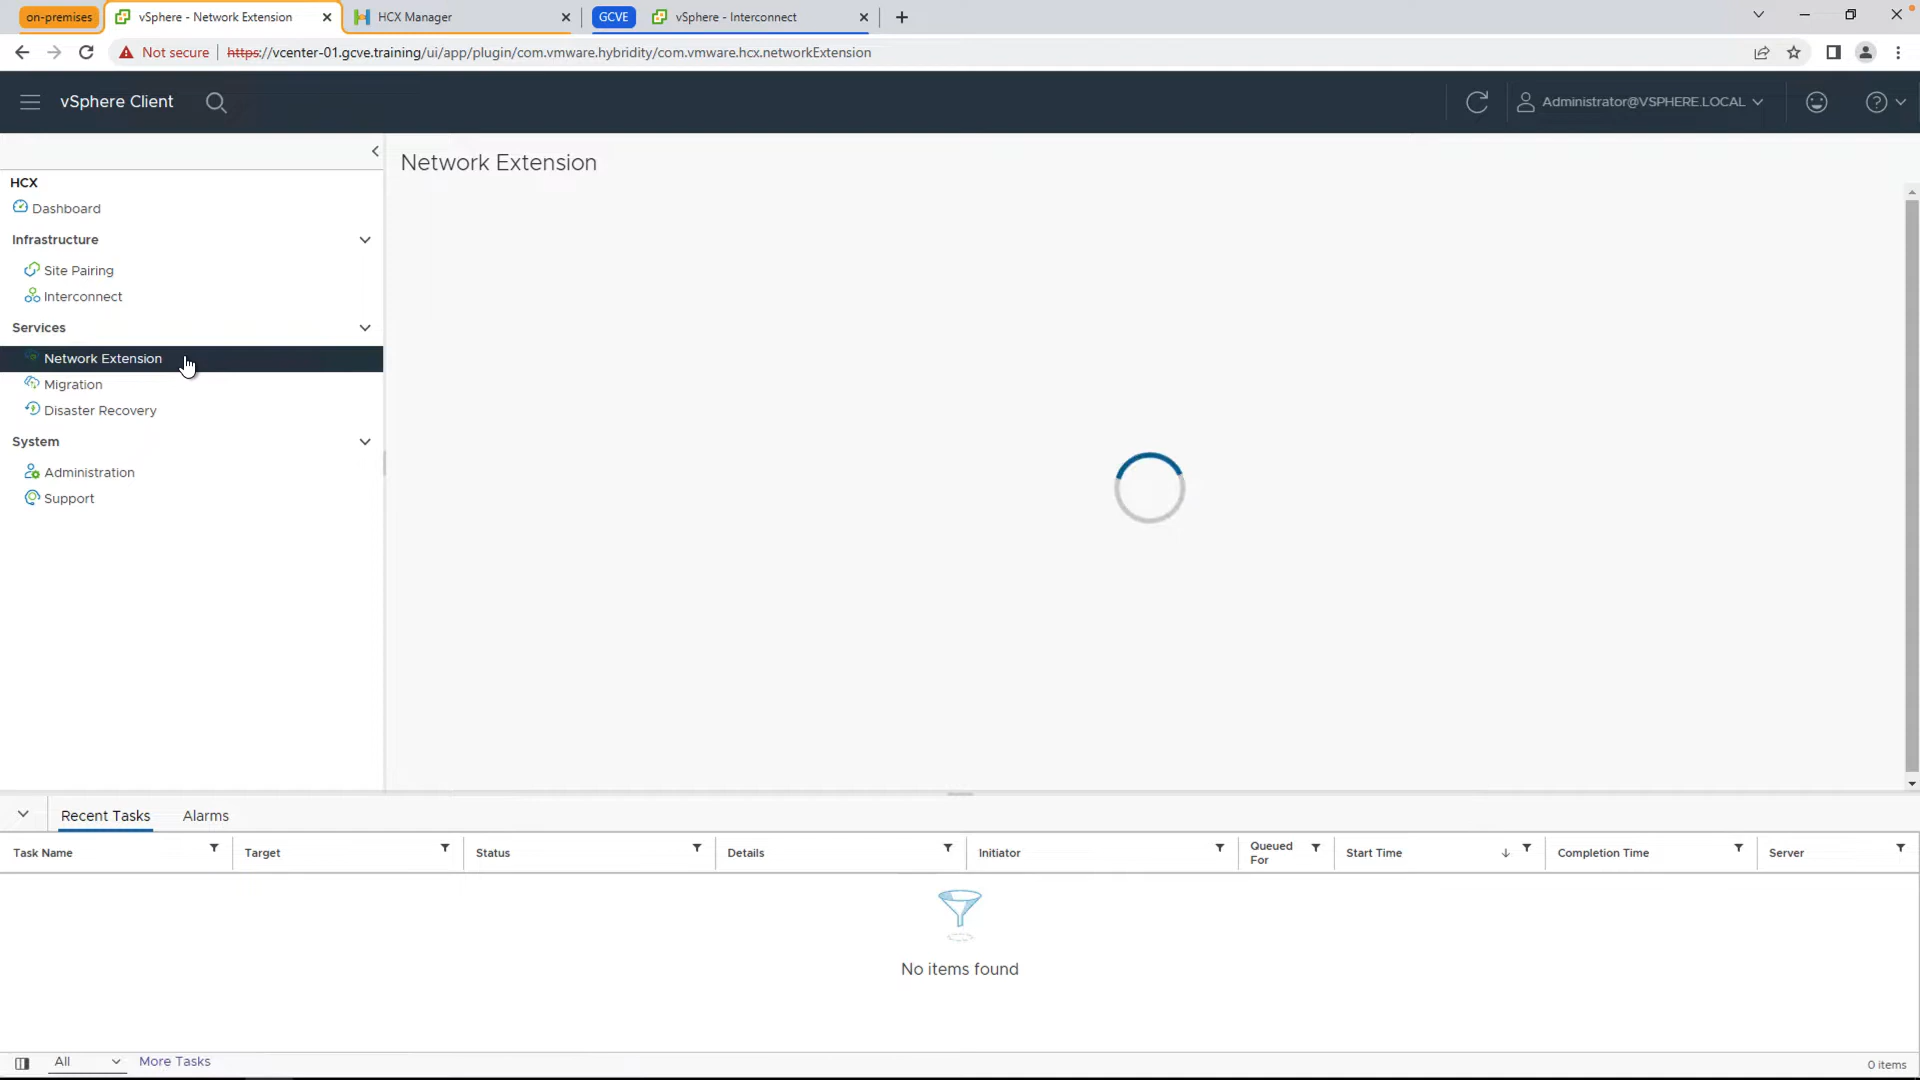 on-premises
vSphere - Network Extension
HCX Manager
GCVE
vSphere - Interconnect
Not secure
https://vcenter-01.gcve.training/ui/app/plugin/com.vmware.hybridity/com.vmware.hcx.networkExtension
vSphere Client
Administrator@VSPHERE.LOCAL
HCX
Dashboard
Infrastructure
Site Pairing
Interconnect
Services
Network Extension
Migration
Disaster Recovery
System
Administration
Support
Network Extension
Recent Tasks
Alarms
Task Name
Target
Status
Details
Initiator
Queued
For
Start Time
Completion Time
Server
No items found
All
More Tasks
0 items